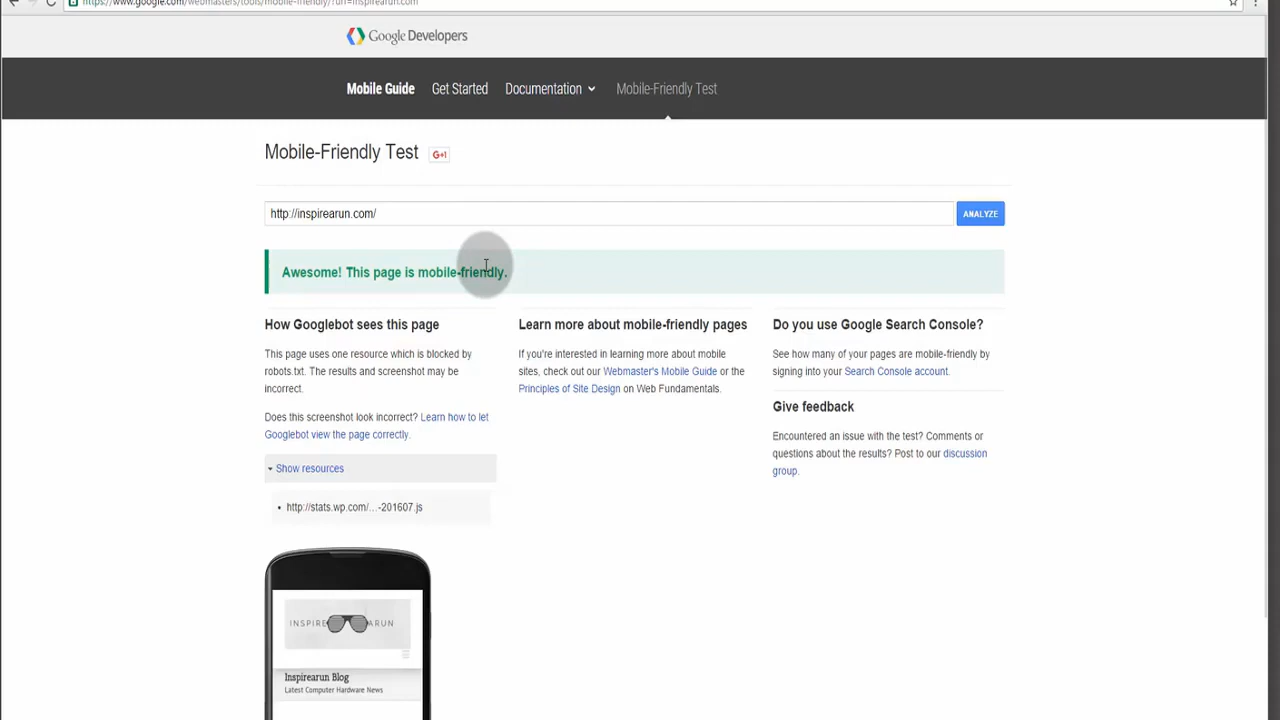 https://www.google.com/webmasters/tools/mobile-friendly/?url=inspirearun.com
Google Developers
Mobile Guide Get Started Documentation Mobile-Friendly Test
Mobile-Friendly Test G+1
http://inspirearun.com/ ANALYZE
Awesome! This page is mobile-friendly.
How Googlebot sees this page
This page uses one resource which is blocked by
robots.txt. The results and screenshot may be
incorrect.
Does this screenshot look incorrect? Learn how to let
Googlebot view the page correctly.
Show resources
• http://stats.wp.com/...-201607.js
INSPIRE ARUN
Inspirearun Blog
Latest Computer Hardware News
Learn more about mobile-friendly pages
If you're interested in learning more about mobile
sites, check out our Webmaster's Mobile Guide or the
Principles of Site Design on Web Fundamentals.
Do you use Google Search Console?
See how many of your pages are mobile-friendly by
signing into your Search Console account.
Give feedback
Encountered an issue with the test? Comments or
questions about the results? Post to our discussion
group.